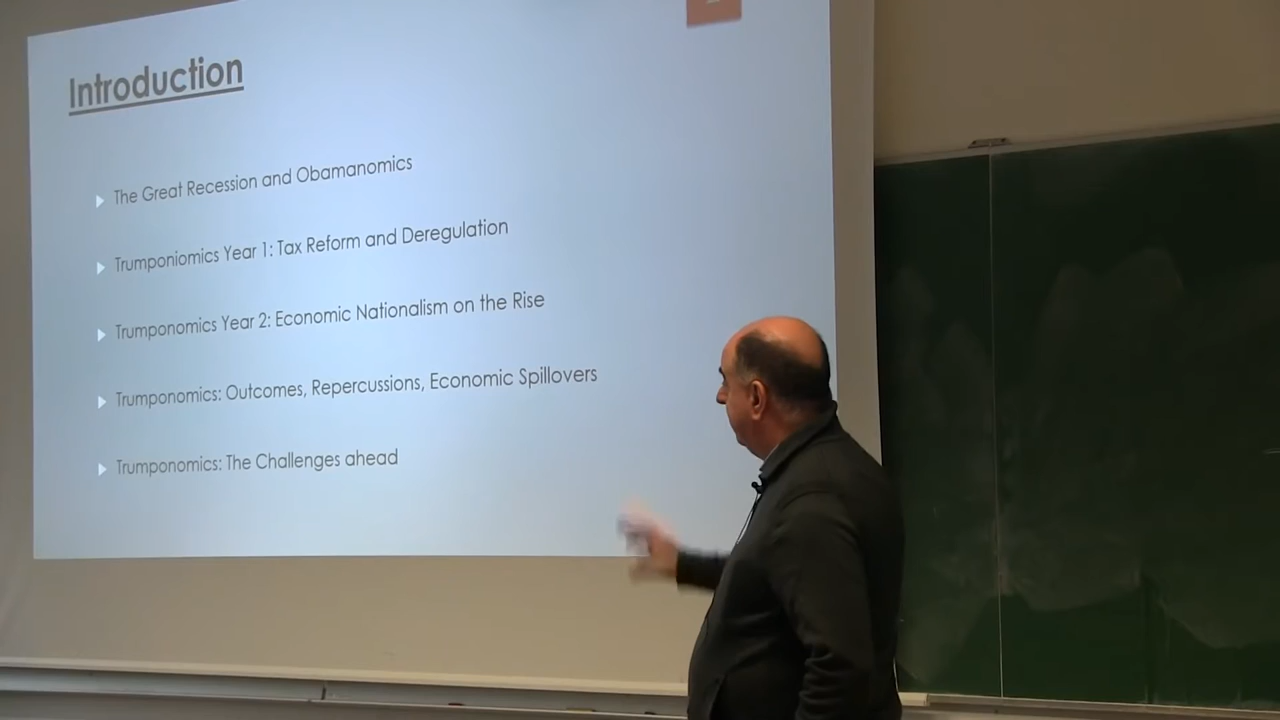 Introduction
The Great Recession and Obamanomics
Trumponiomics Year 1: Tax Reform and Deregulation
Trumponomics Year 2: Economic Nationalism on the Rise
Trumponomics: Outcomes, Repercussions, Economic Spillovers
Trumponomics: The Challenges ahead